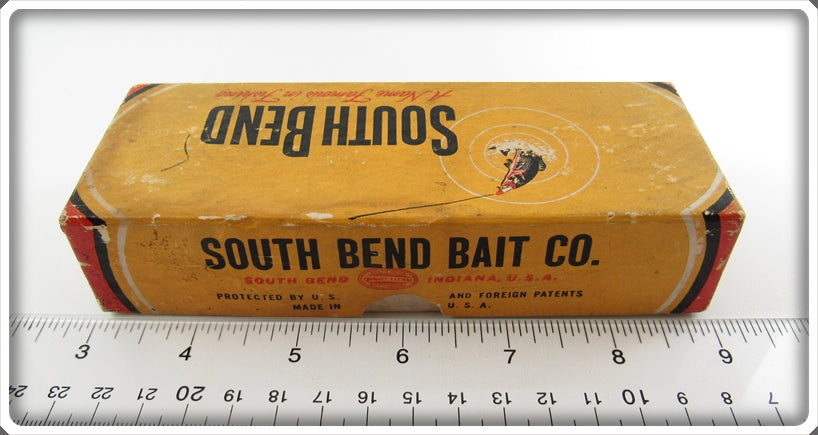 A Name Famous in Fishing
SOUTH BEND
SOUTH BEND BAIT CO.
SOUTH BEND INDIANA, U.S.A.
PROTECTED BY U. S. AND FOREIGN PATENTS
MADE IN U. S. A.
3 4 5 6 7 8 9
24 23 22 21 20 19 18 17 16 15 14 13 12 11 10 9 8 7